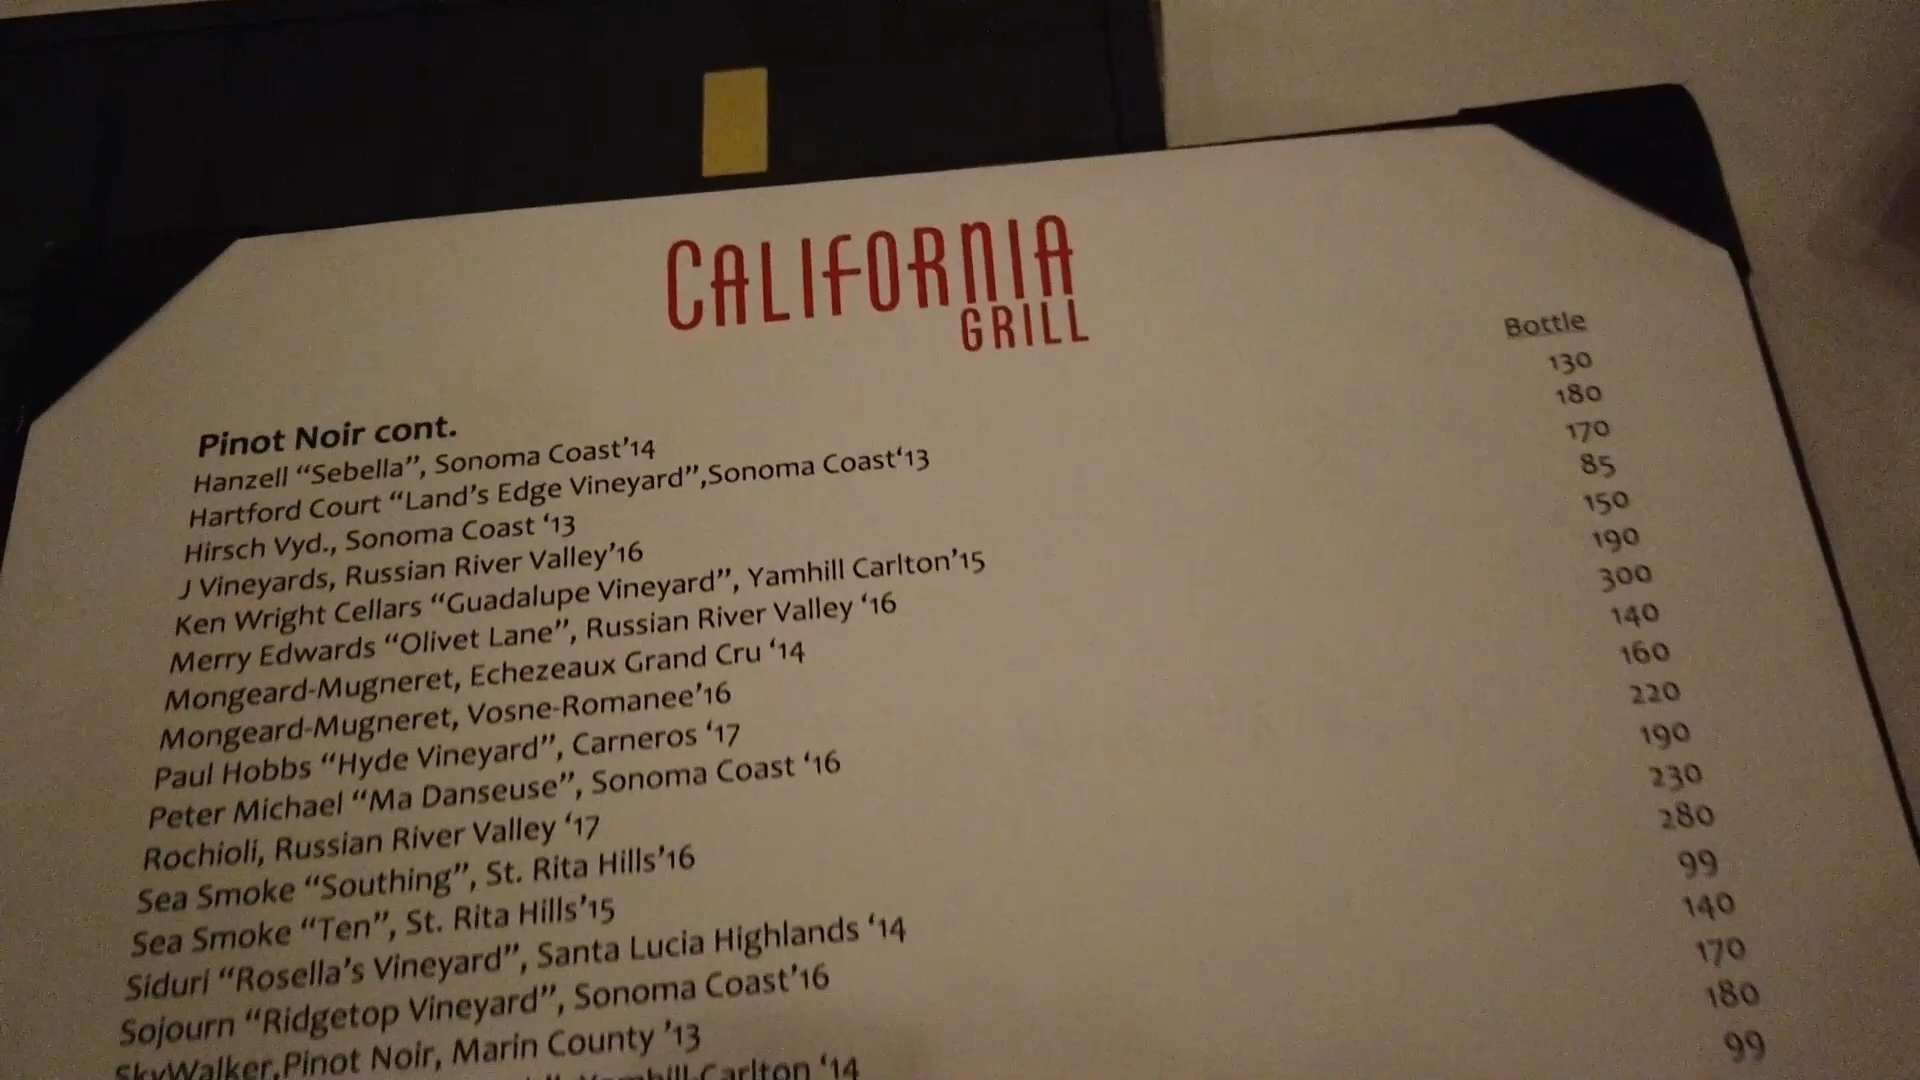 CALIFORNIA
GRILL
Bottle
Pinot Noir cont.
Hanzell “Sebella”, Sonoma Coast’14 130
Hartford Court “Land’s Edge Vineyard”,Sonoma Coast‘13 180
Hirsch Vyd., Sonoma Coast ‘13 170
J Vineyards, Russian River Valley’16 85
Ken Wright Cellars “Guadalupe Vineyard”, Yamhill Carlton’15 150
Merry Edwards “Olivet Lane”, Russian River Valley ‘16 190
Mongeard-Mugneret, Echezeaux Grand Cru ‘14 300
Mongeard-Mugneret, Vosne-Romanee’16 140
Paul Hobbs “Hyde Vineyard”, Carneros ‘17 160
Peter Michael “Ma Danseuse”, Sonoma Coast ‘16 220
Rochioli, Russian River Valley ‘17 190
Sea Smoke “Southing”, St. Rita Hills’16 230
Sea Smoke “Ten”, St. Rita Hills’15 280
Siduri “Rosella’s Vineyard”, Santa Lucia Highlands ‘14 99
Sojourn “Ridgetop Vineyard”, Sonoma Coast’16 140
SkyWalker,Pinot Noir, Marin County ’13 170
Yamhill-Carlton ‘14 180
99